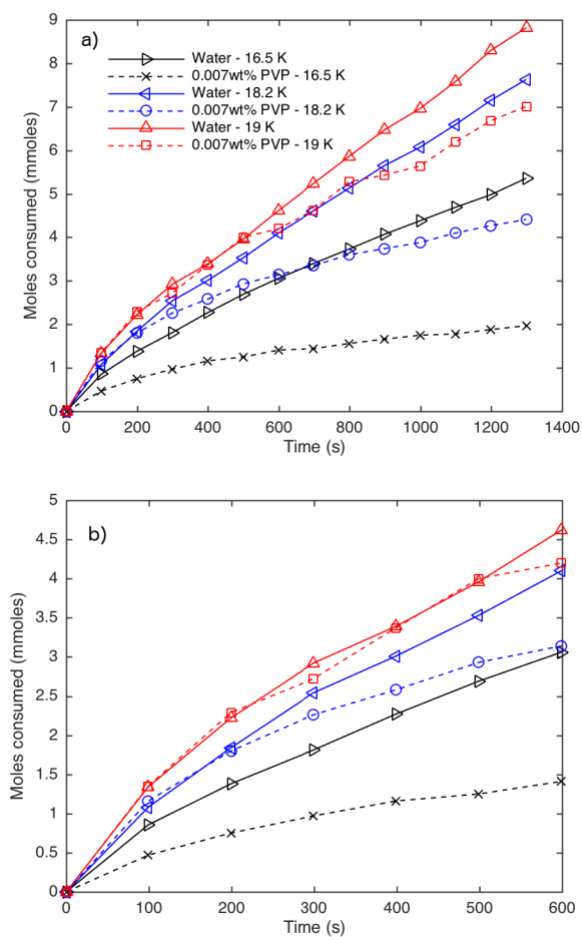 a)
9
8
7
6
5
4
3
2
1
0
Moles consumed (mmoles)
Water - 16.5 K
0.007wt% PVP - 16.5 K
Water - 18.2 K
0.007wt% PVP - 18.2 K
Water - 19 K
0.007wt% PVP - 19 K
0 200 400 600 800 1000 1200 1400
Time (s)
b)
5
4.5
4
3.5
3
2.5
2
1.5
1
0.5
0
Moles consumed (mmoles)
0 100 200 300 400 500 600
Time (s)